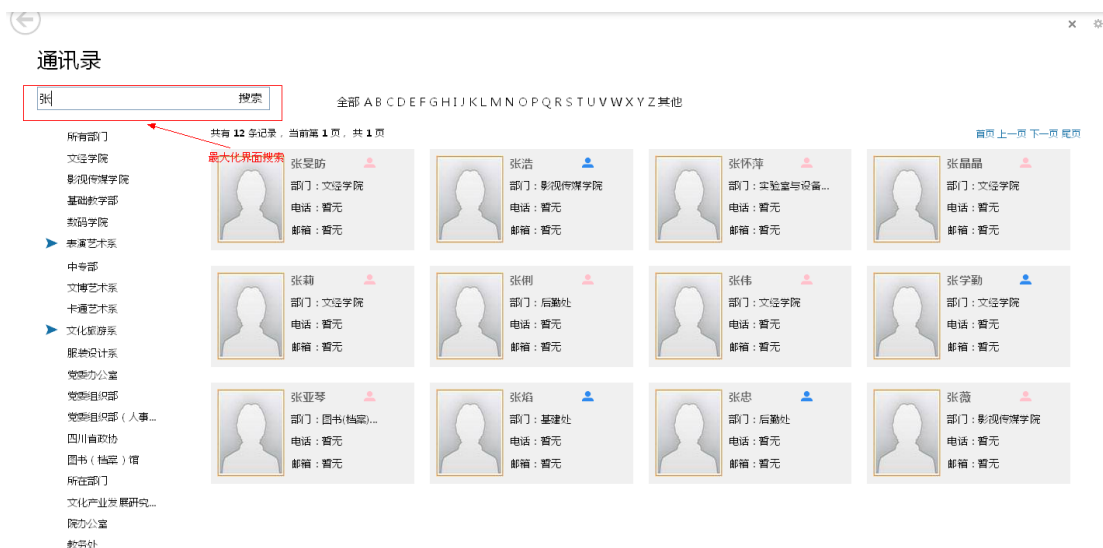 通讯录
张 搜索
全部 A B C D E F G H I J K L M N O P Q R S T U V W X Y Z 其他
共有 12 条记录，当前第 1 页，共 1 页
首页 上一页 下一页 尾页
最大化界面搜索
所有部门
文经学院
影视传媒学院
基础教学部
数码学院
表演艺术系
中专部
文博艺术系
卡通艺术系
文化旅游系
服装设计系
党委办公室
党委组织部
党委组织部（人事...
四川省政协
图书（档案）馆
所在部门
文化产业发展研究...
院办公室
教务处
张旻昉
部门：文经学院
电话：暂无
邮箱：暂无
张浩
部门：影视传媒学院
电话：暂无
邮箱：暂无
张怀萍
部门：实验室与设备...
电话：暂无
邮箱：暂无
张晶晶
部门：文经学院
电话：暂无
邮箱：暂无
张莉
部门：文经学院
电话：暂无
邮箱：暂无
张俐
部门：后勤处
电话：暂无
邮箱：暂无
张伟
部门：文经学院
电话：暂无
邮箱：暂无
张学勤
部门：文经学院
电话：暂无
邮箱：暂无
张亚琴
部门：图书(档案)...
电话：暂无
邮箱：暂无
张焰
部门：基建处
电话：暂无
邮箱：暂无
张忠
部门：后勤处
电话：暂无
邮箱：暂无
张薇
部门：影视传媒学院
电话：暂无
邮箱：暂无